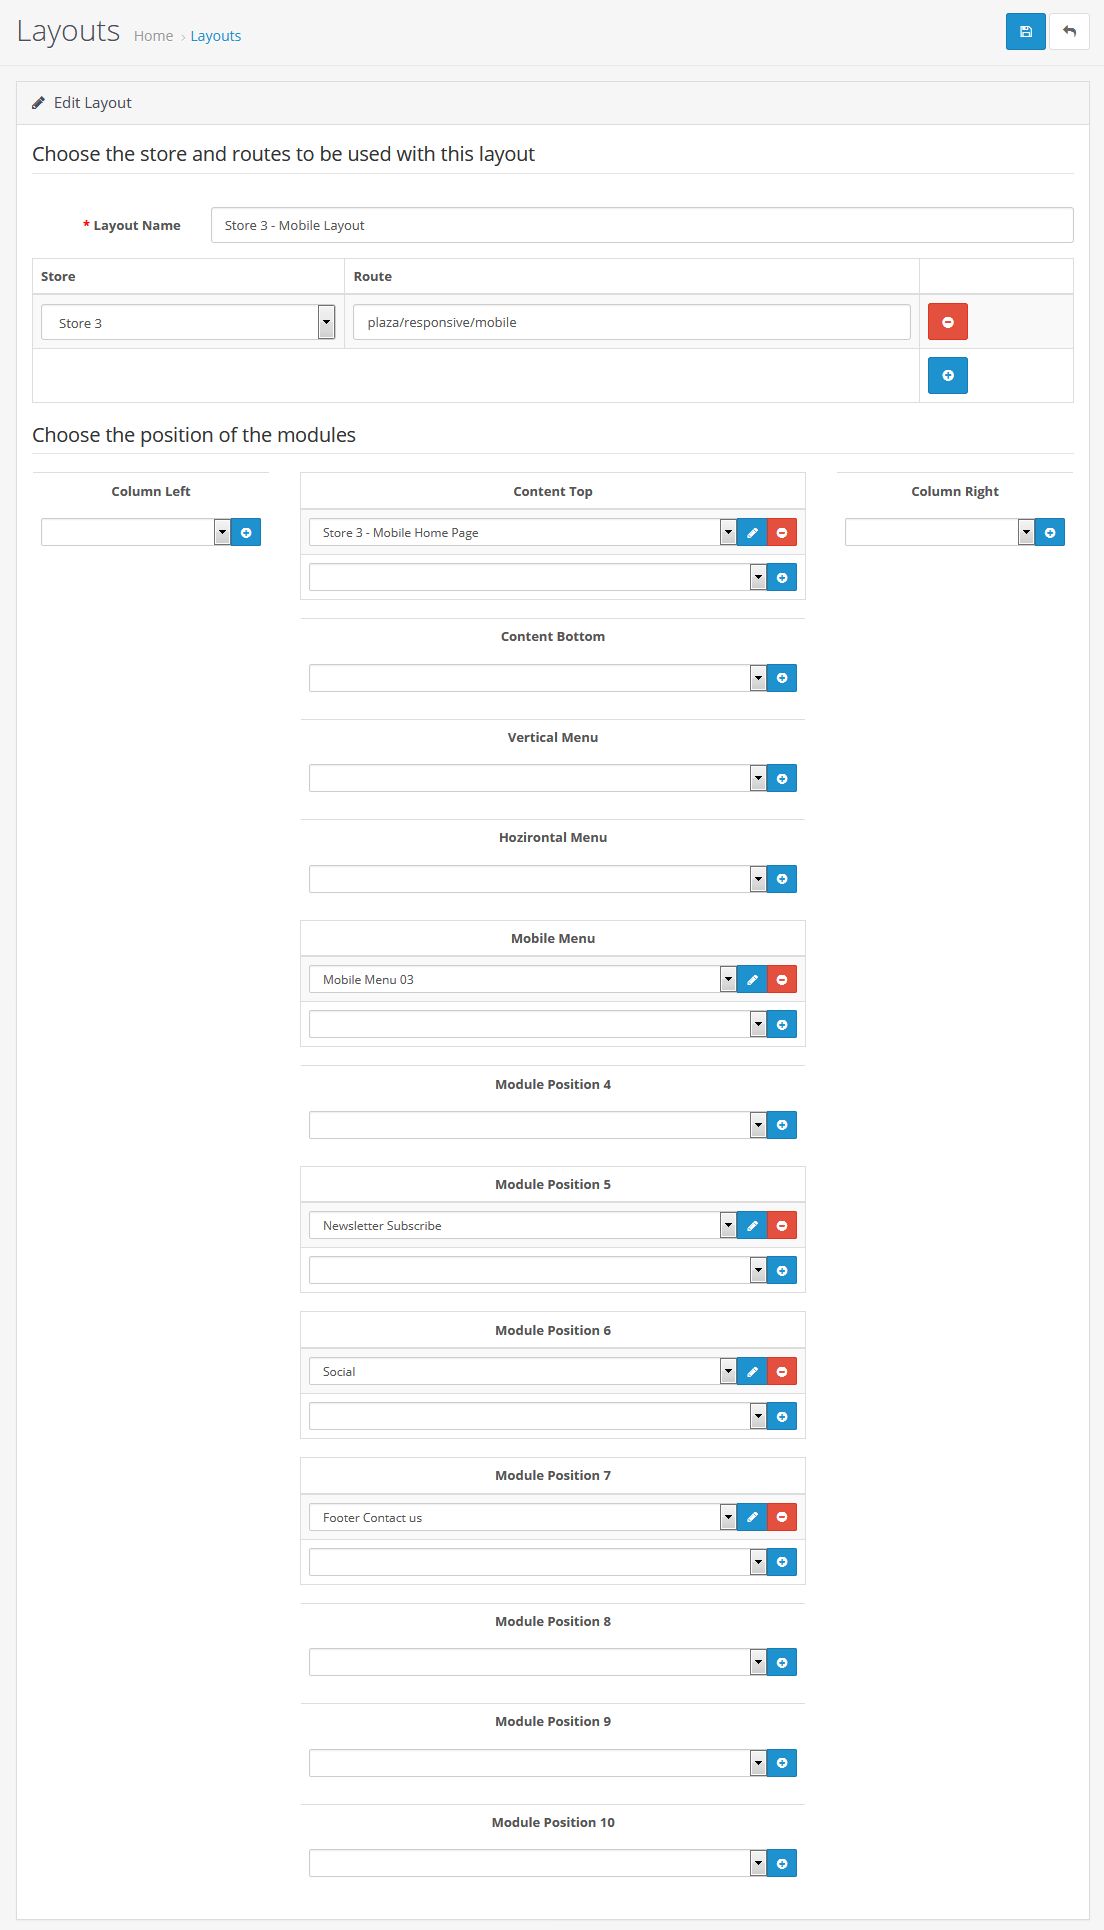 Layouts Home › Layouts
Edit Layout
Choose the store and routes to be used with this layout
* Layout Name Store 3 - Mobile Layout
Store Route
Store 3 plaza/responsive/mobile
Choose the position of the modules
Column Left Content Top Column Right
Store 3 - Mobile Home Page
Content Bottom
Vertical Menu
Hozirontal Menu
Mobile Menu
Mobile Menu 03
Module Position 4
Module Position 5
Newsletter Subscribe
Module Position 6
Social
Module Position 7
Footer Contact us
Module Position 8
Module Position 9
Module Position 10